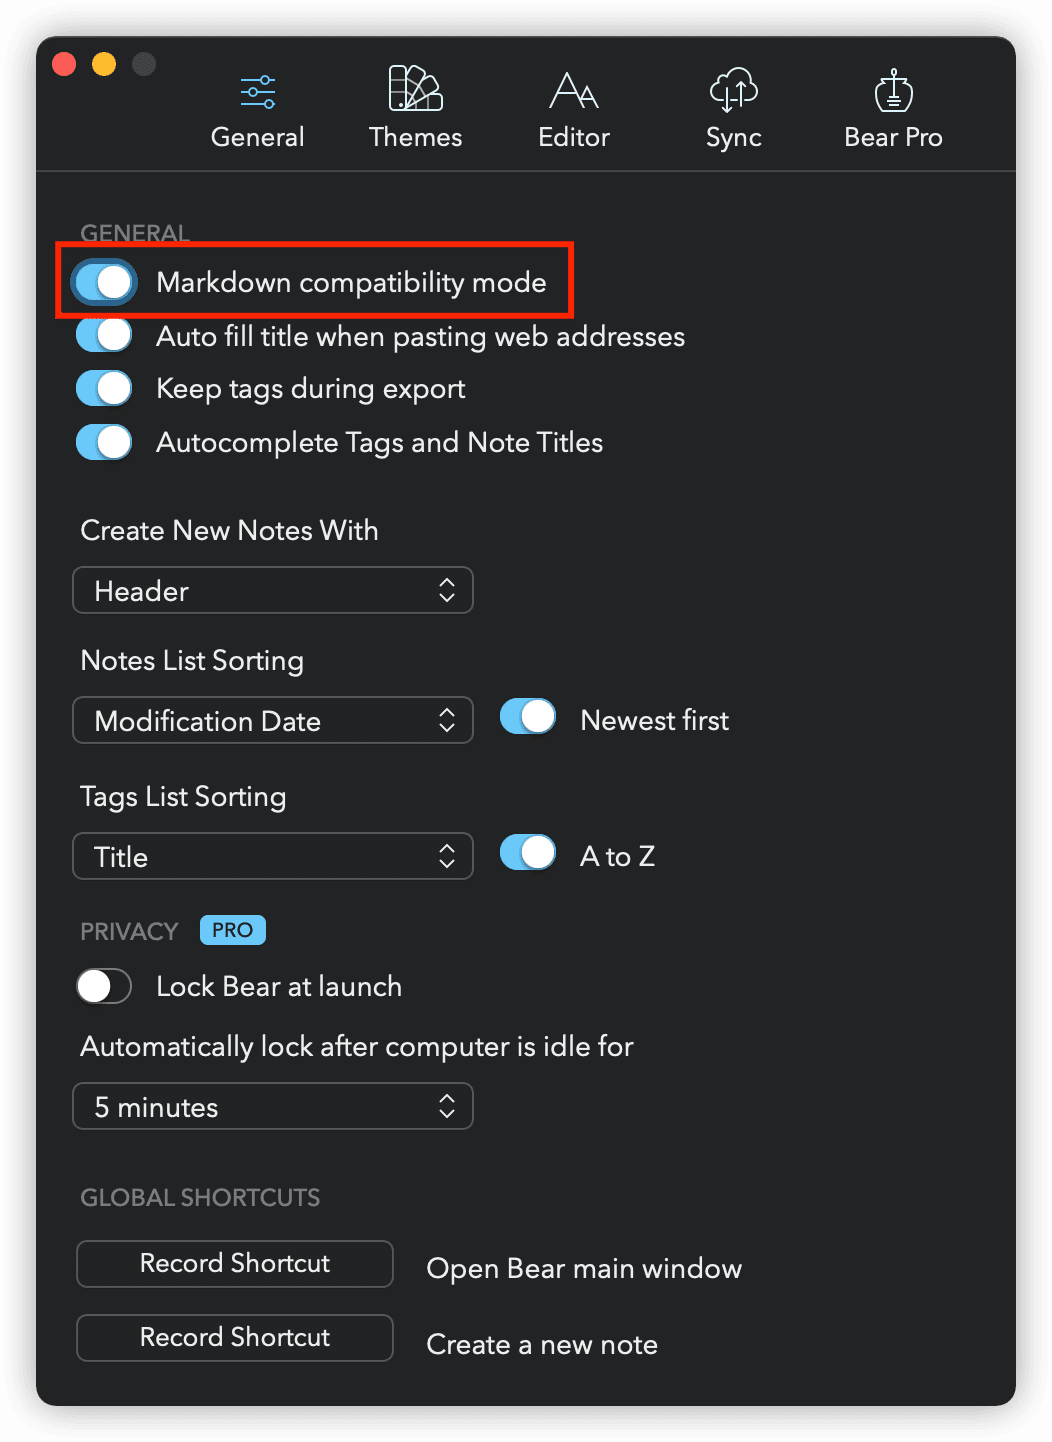 General
Themes
Editor
Sync
Bear Pro
GENERAL
Markdown compatibility mode
Auto fill title when pasting web addresses
Keep tags during export
Autocomplete Tags and Note Titles
Create New Notes With
Header
Notes List Sorting
Modification Date
Newest first
Tags List Sorting
Title
A to Z
PRIVACY PRO
Lock Bear at launch
Automatically lock after computer is idle for
5 minutes
GLOBAL SHORTCUTS
Record Shortcut
Open Bear main window
Record Shortcut
Create a new note